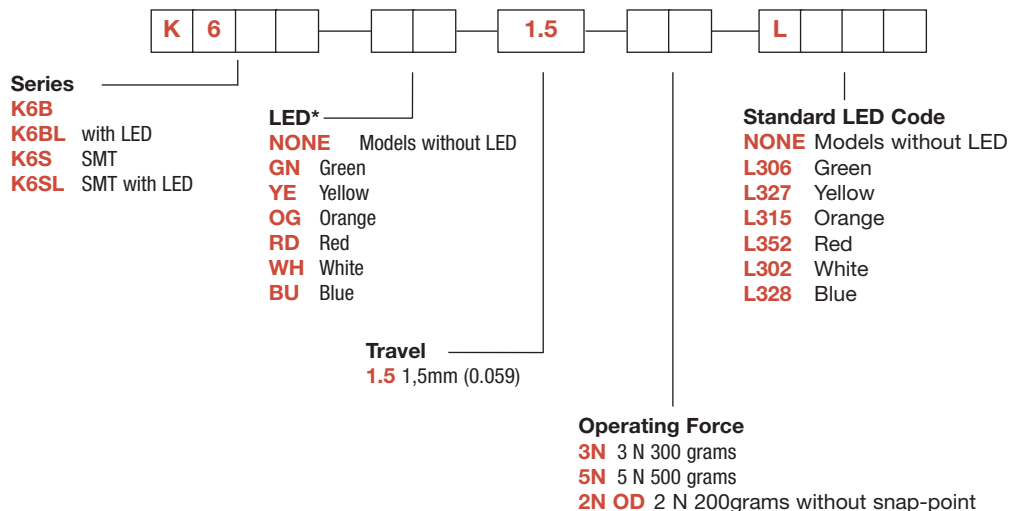 K 6 1.5 L
Series
K6B
K6BL with LED
K6S SMT
K6SL SMT with LED
LED*
NONE Models without LED
GN Green
YE Yellow
OG Orange
RD Red
WH White
BU Blue
Travel
1.5 1,5mm (0.059)
Operating Force
3N 3 N 300 grams
5N 5 N 500 grams
2N OD 2 N 200grams without snap-point
Standard LED Code
NONE Models without LED
L306 Green
L327 Yellow
L315 Orange
L352 Red
L302 White
L328 Blue